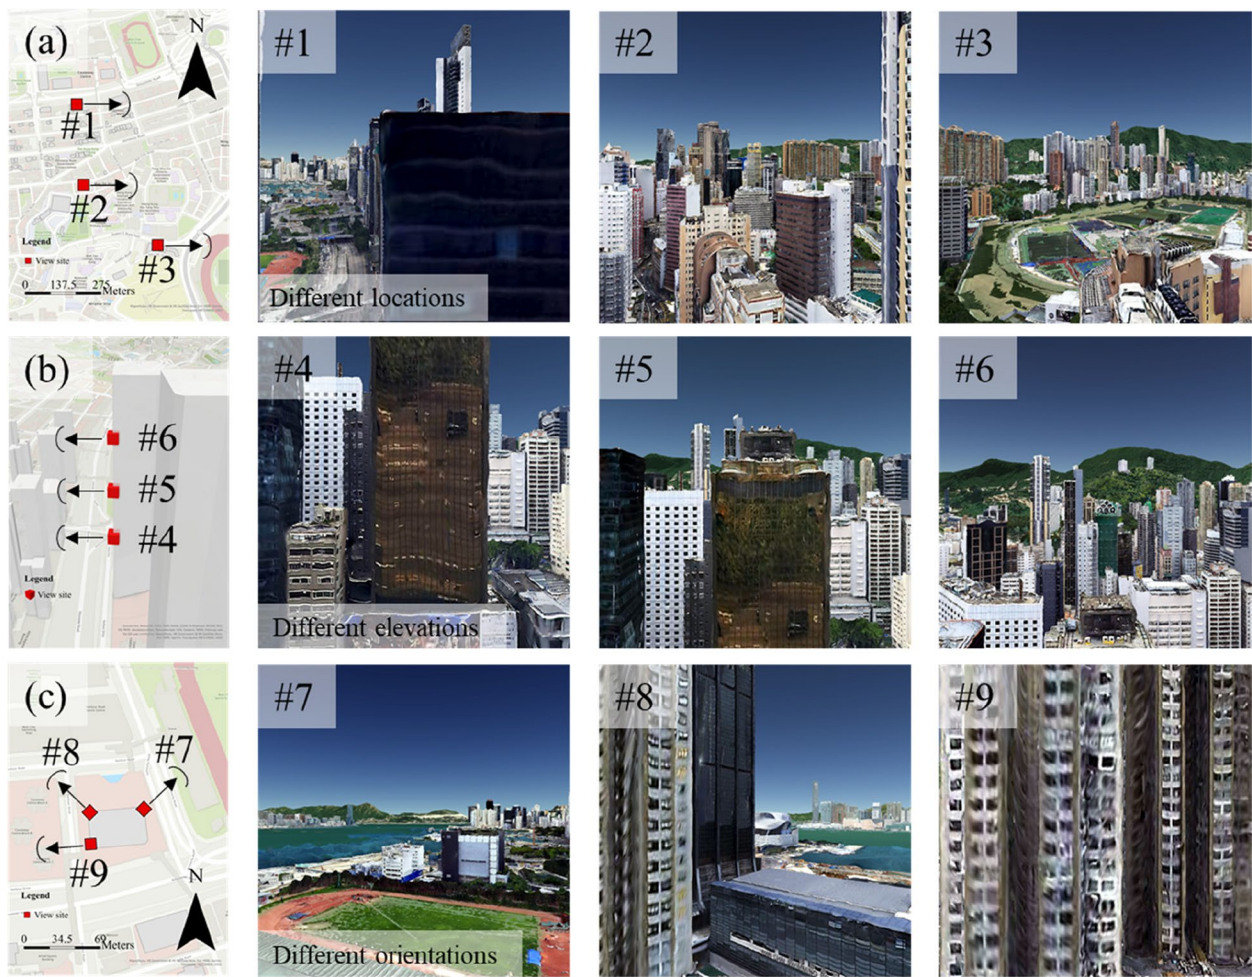 (a)
N
#1
#2
#3
Legend
View site
0 137.5 275
Meters
#1
Different locations
#2
#3
(b)
#6
#5
#4
Legend
View site
#4
Different elevations
#5
#6
(c)
#8
#7
#9
N
Legend
View site
0 34.5 69
Meters
#7
Different orientations
#8
#9